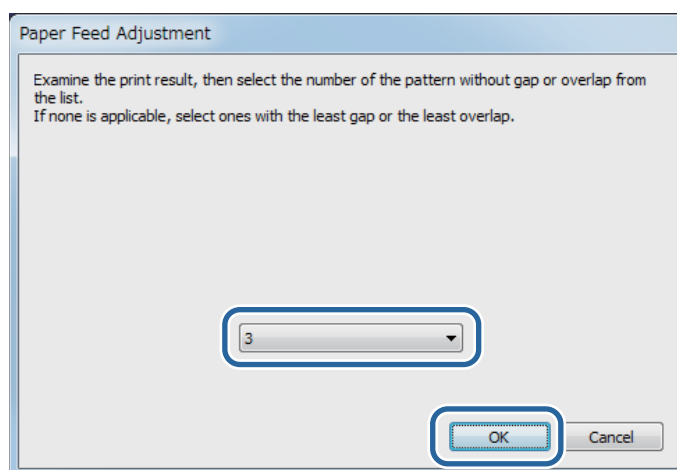 Paper Feed Adjustment
Examine the print result, then select the number of the pattern without gap or overlap from
the list.
If none is applicable, select ones with the least gap or the least overlap.
3
OK Cancel